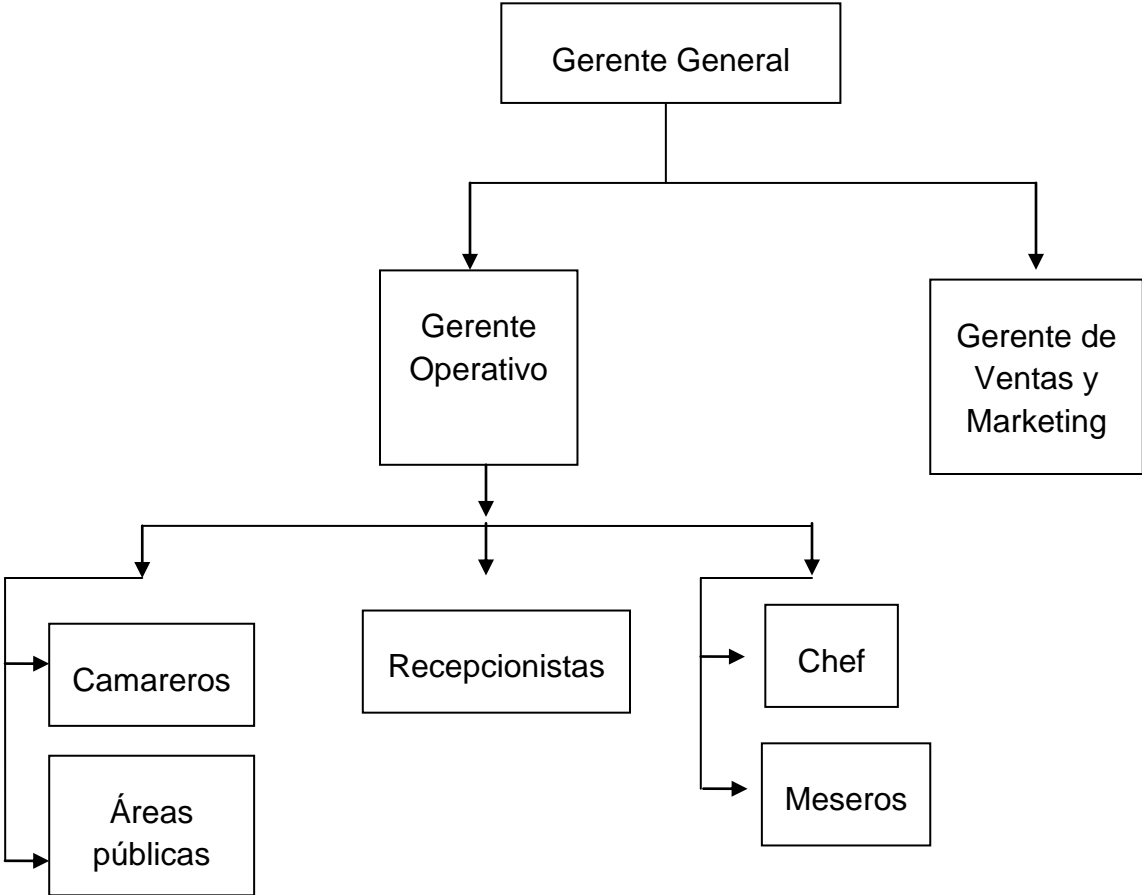 Gerente General
Gerente
Operativo
Gerente de
Ventas y
Marketing
Camareros
Recepcionistas
Chef
Áreas
públicas
Meseros